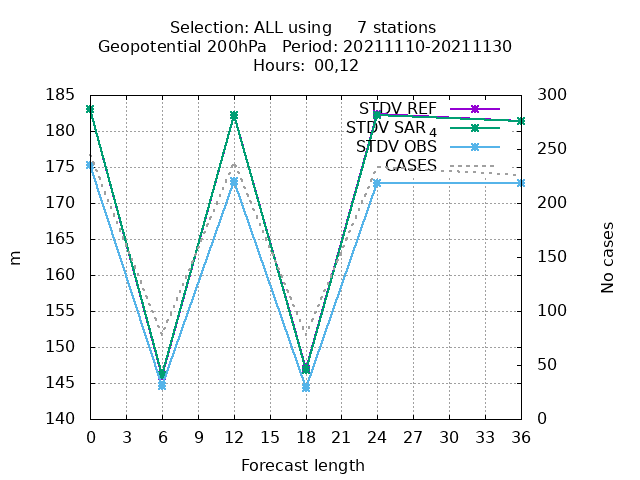 Selection: ALL using     7 stations
Geopotential 200hPa   Period: 20211110-20211130
Hours:  00,12
185 300
STDV REF
180 STDV SAR 4
STDV OBS 250
175 CASES
170 200
165
m 160 150 No cases
155
150 100
145 50
140 0
0 3 6 9 12 15 18 21 24 27 30 33 36
Forecast length